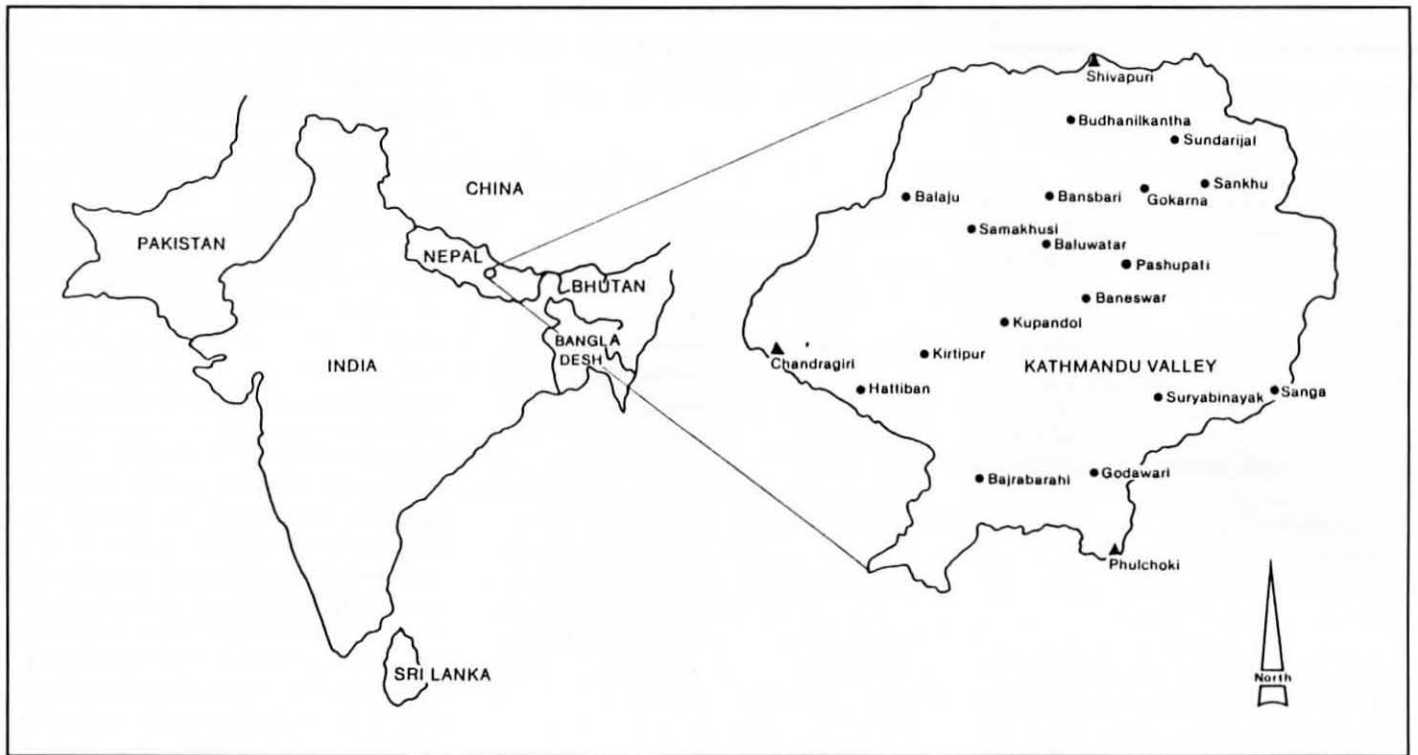 CHINA
PAKISTAN
NEPAL
BHUTAN
BANGLA
DESH
INDIA
SRI LANKA
Shivapuri
Budhanilkantha
Sundarijal
Sankhu
Gokarna
Balaju
Bansbari
Samakhusi
Baluwatar
Pashupati
Baneswar
Kupandol
Kirtipur
Chandragiri
KATHMANDU VALLEY
Hattiban
Suryabinayak
Sanga
Bajrabarahi
Godawari
Phulchoki
North